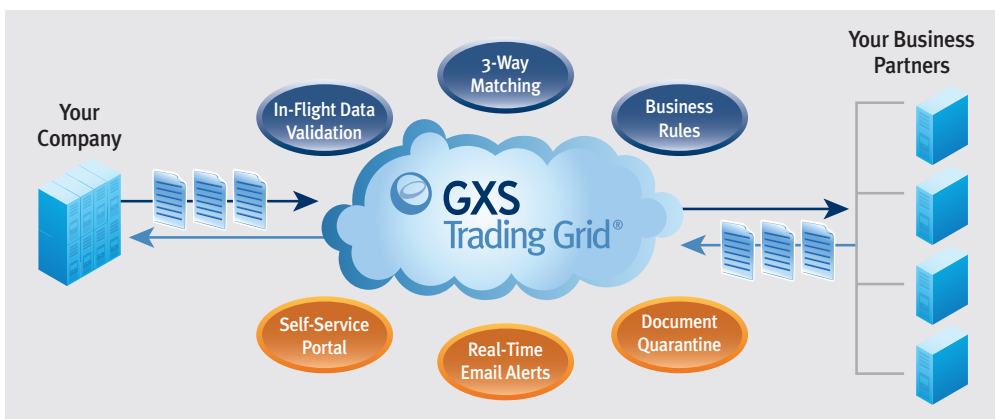 Your
Company
In-Flight Data
Validation
3-Way
Matching
Business
Rules
Your Business
Partners
GXS
Trading Grid®
Self-Service
Portal
Real-Time
Email Alerts
Document
Quarantine